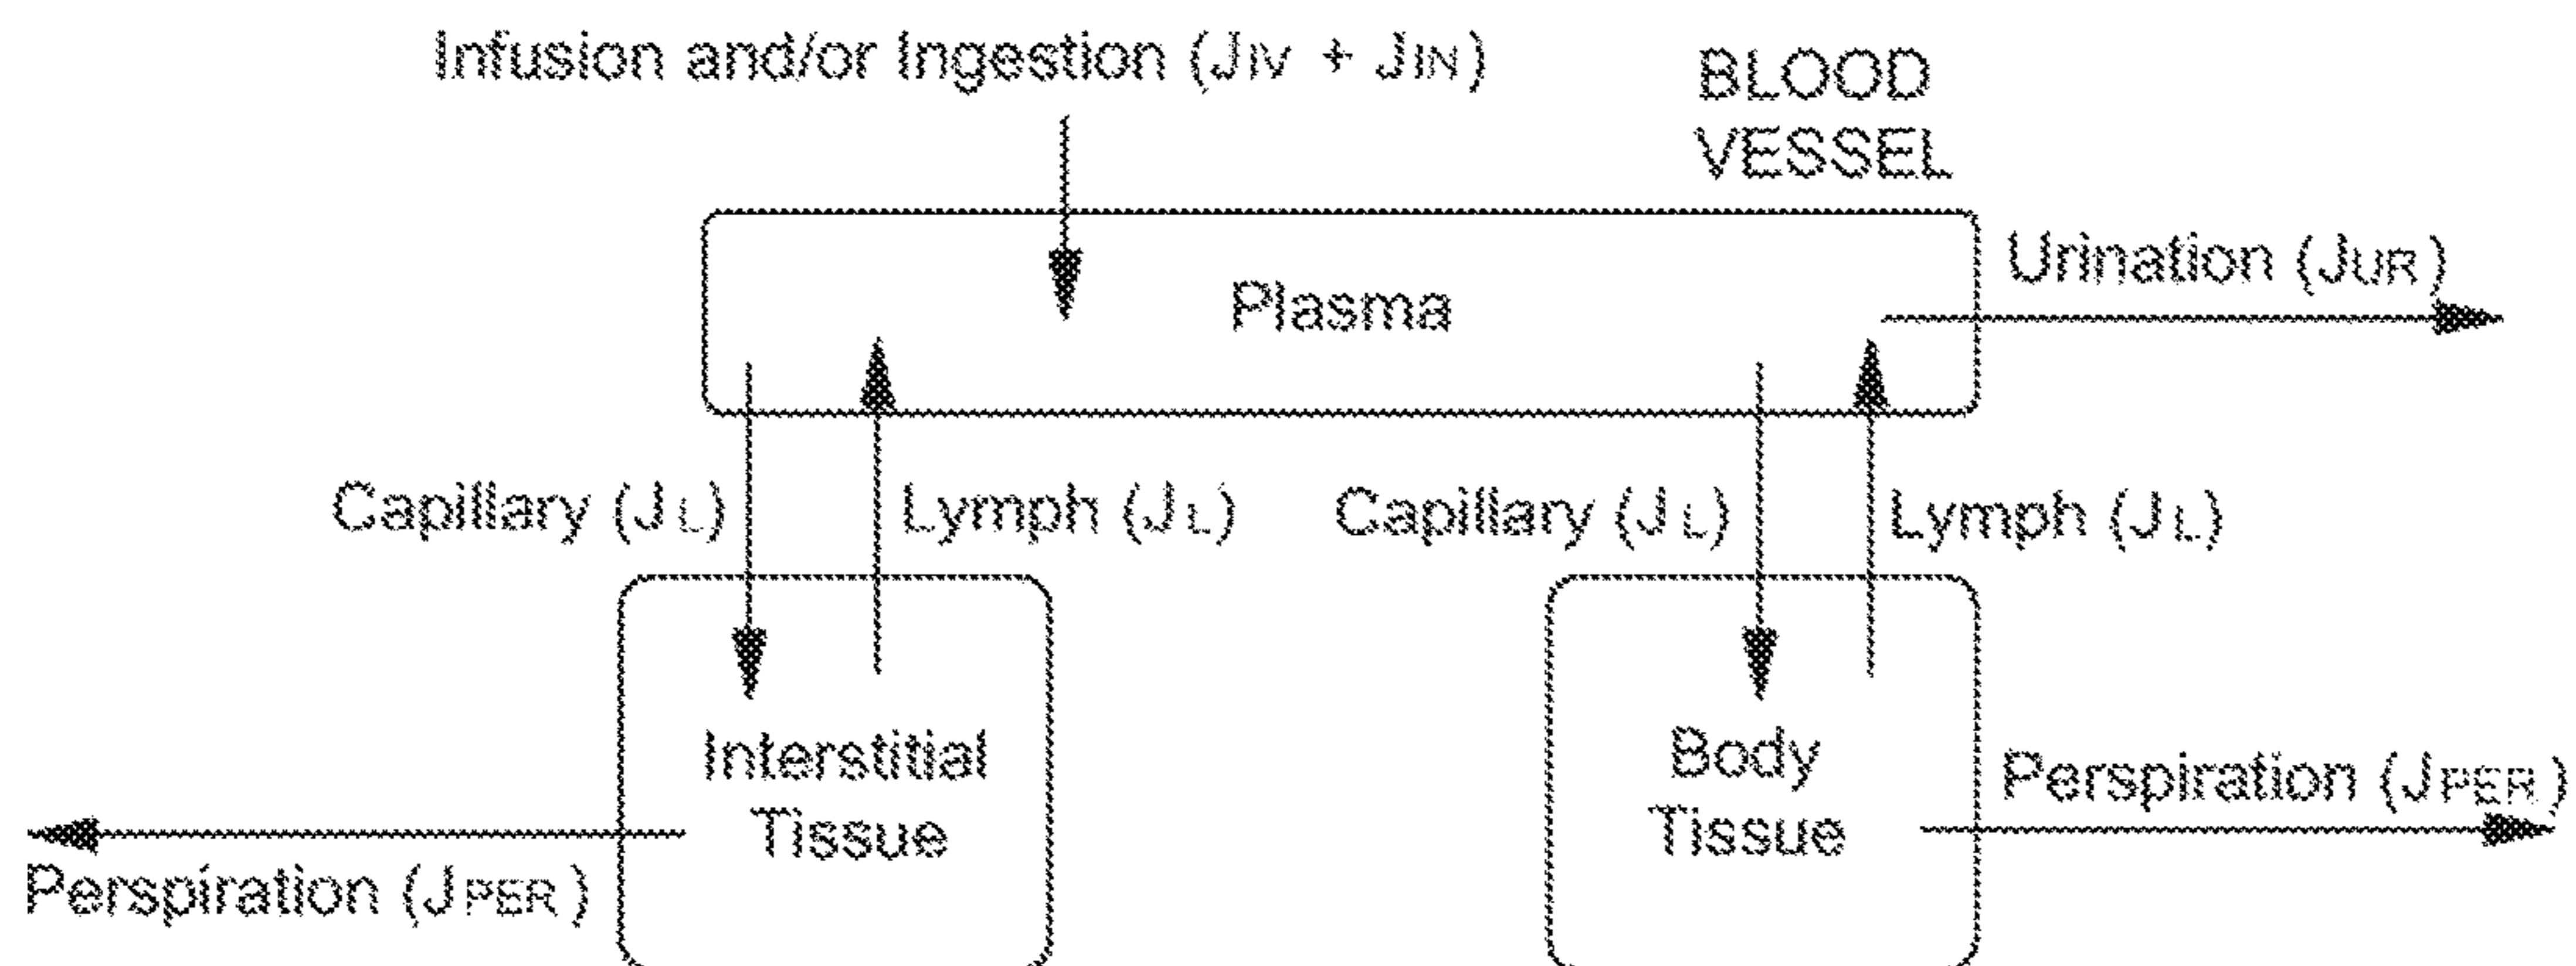 Infusion and/or Ingestion (JIV + JIN)
BLOOD
VESSEL
Plasma
Urination (JUR)
Capillary (JL)
Lymph (JL)
Capillary (JL)
Lymph (JL)
Interstitial
Tissue
Body
Tissue
Perspiration (JPER)
Perspiration (JPER)